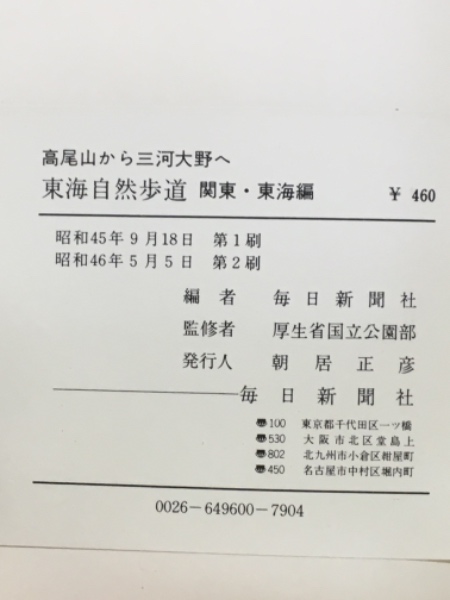 高尾山から三河大野へ
東海自然歩道 関東・東海編 ¥ 460
昭和45年9月18日 第1刷
昭和46年5月5日 第2刷
編者 毎日新聞社
監修者 厚生省国立公園部
発行人 朝居正彦
毎日新聞社
〠100 東京都千代田区一ツ橋
〠530 大阪市北区堂島上
〠802 北九州市小倉区紺屋町
〠450 名古屋市中村区堀内町
0026-649600-7904